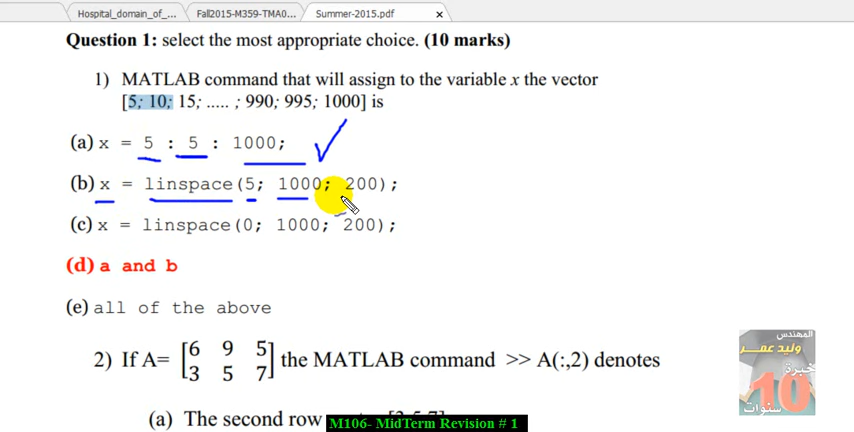 Hospital_domain_of_...
Fall2015-M359-TMA0...
Summer-2015.pdf
Question 1: select the most appropriate choice. (10 marks)
1) MATLAB command that will assign to the variable x the vector
[5; 10; 15; ..... ; 990; 995; 1000] is
(a) x = 5 : 5 : 1000;
(b) x = linspace(5; 1000; 200);
(c) x = linspace(0; 1000; 200);
(d) a and b
(e) all of the above
2) If A= [6 9 5
3 5 7] the MATLAB command >> A(:,2) denotes
(a) The second row
M106- MidTerm Revision # 1
المهندس
وليد عمر
خبرة
10
سنوات